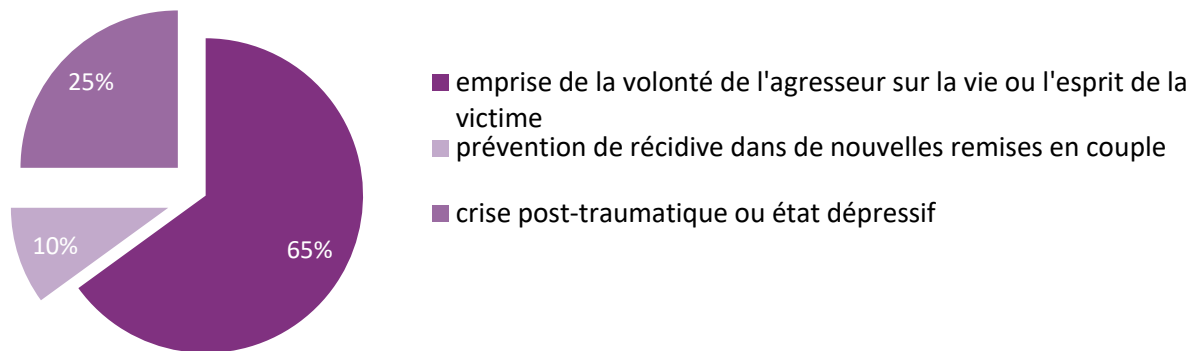 25%
10%
65%
emprise de la volonté de l'agresseur sur la vie ou l'esprit de la
victime
prévention de récidive dans de nouvelles remises en couple
crise post-traumatique ou état dépressif